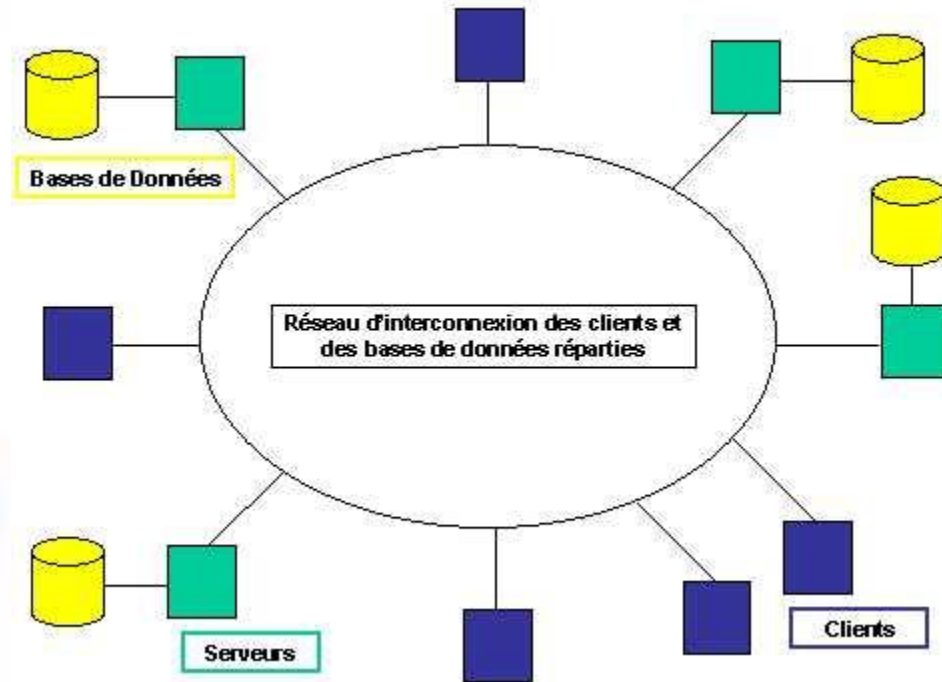 Bases de Données
Réseau d'interconnexion des clients et
des bases de données réparties
Clients
Serveurs